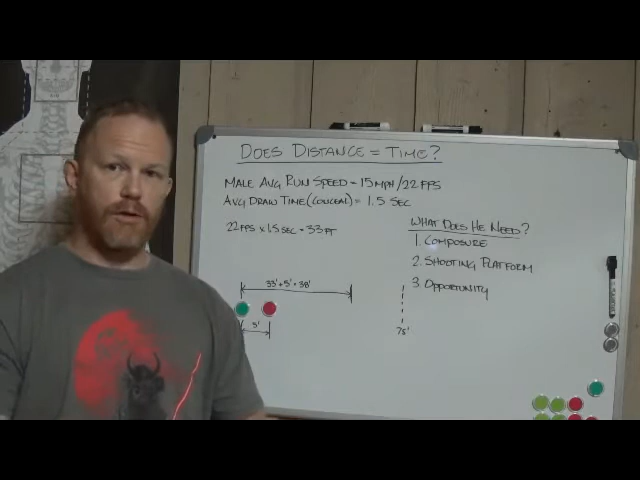 DOES DISTANCE = TIME?
MALE AVG RUN SPEED = 15 MPH/22 FPS
AVG DRAW TIME (CONCEAL) = 1.5 SEC
22 FPS x 1.5 SEC = 33 FT
WHAT DOES HE NEED?
1. COMPOSURE
2. SHOOTING PLATFORM
3. OPPORTUNITY
33' + 5' = 38'
5'
75'